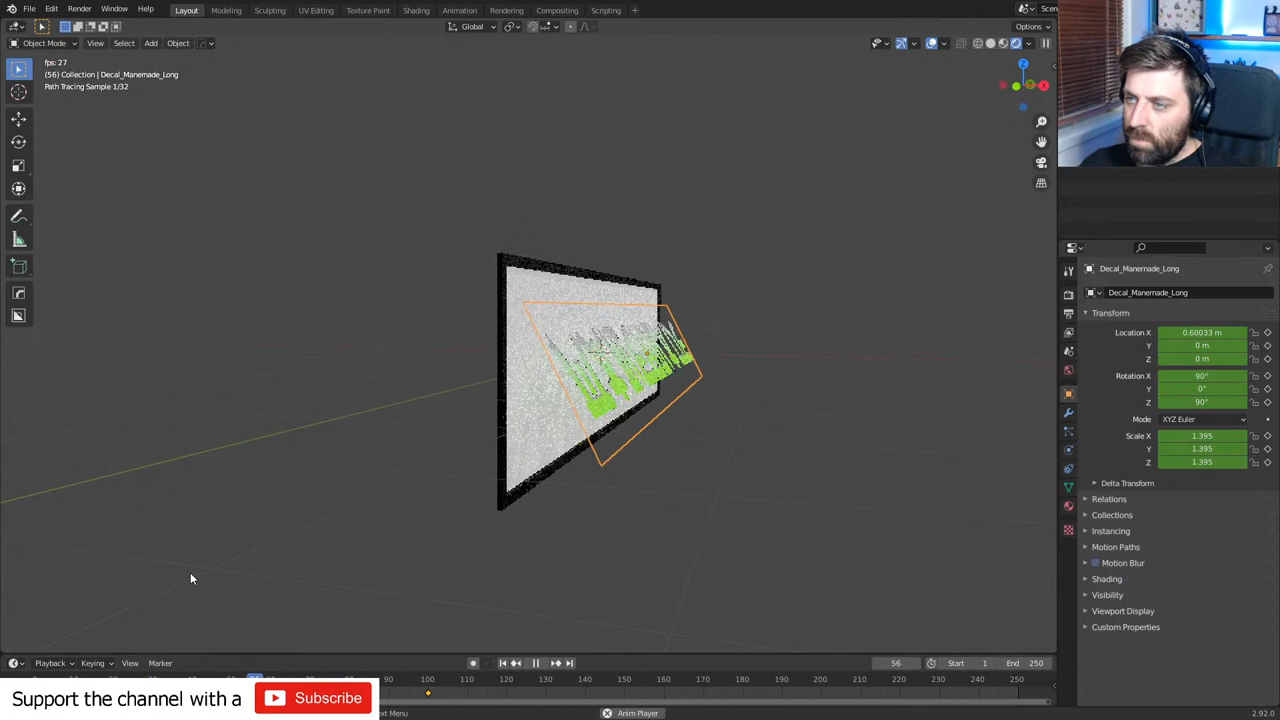 File Edit Render Window Help Layout Modeling Sculpting UV Editing Texture Paint Shading Animation Rendering Compositing Scripting + Scen
Global Options
Object Mode View Select Add Object
fps: 27
(56) Collection | Decal_Manemade_Long
Path Tracing Sample 1/32
Z
X
Y
Decal_Manemade_Long
Decal_Manemade_Long
Transform
Location X 0.60033 m
Y 0 m
Z 0 m
Rotation X 90°
Y 0°
Z 90°
Mode XYZ Euler
Scale X 1.395
Y 1.395
Z 1.395
Delta Transform
Relations
Collections
Instancing
Motion Paths
Motion Blur
Shading
Visibility
Viewport Display
Custom Properties
Playback Keying View Marker 56 Start 1 End 250
100 110 120 130 140 150 160 170 180 190 200 210 220 230 240 250
Support the channel with a Subscribe
ext Menu Anim Player 2.92.0